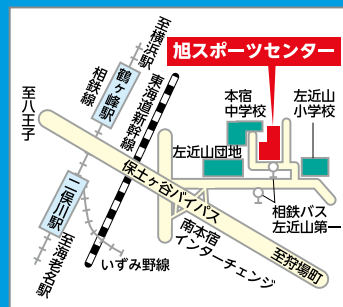 至横浜駅
鶴ヶ峰駅
相鉄線
東海道新幹線
旭スポーツセンター
至八王子
本宿
中学校
左近山
小学校
左近山団地
保土ヶ谷バイパス
二俣川駅
至海老名駅
いずみ野線
南本宿
インターチェンジ
相鉄バス
左近山第一
至狩場町